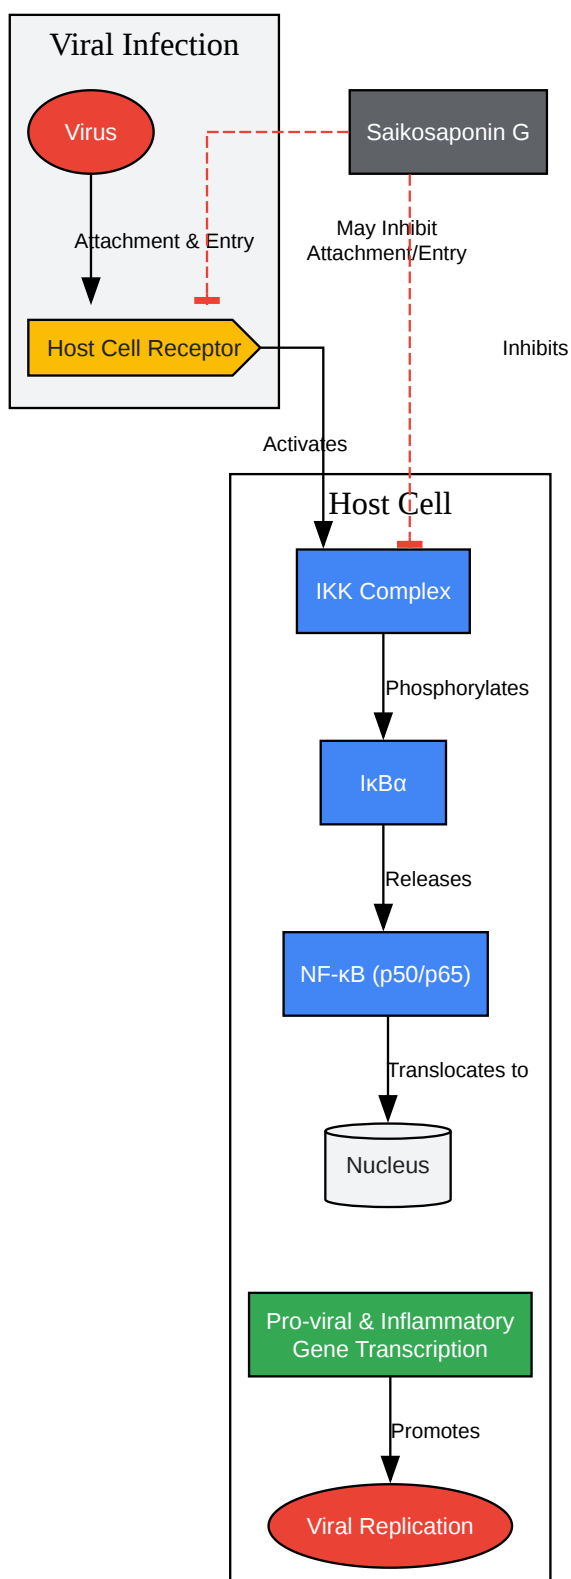 Viral Infection
Virus
Saikosaponin G
Attachment & Entry
May Inhibit
Attachment/Entry
Host Cell Receptor
Inhibits
Activates
Host Cell
IKK Complex
Phosphorylates
IκBα
Releases
NF-κB (p50/p65)
Translocates to
Nucleus
Pro-viral & Inflammatory
Gene Transcription
Promotes
Viral Replication